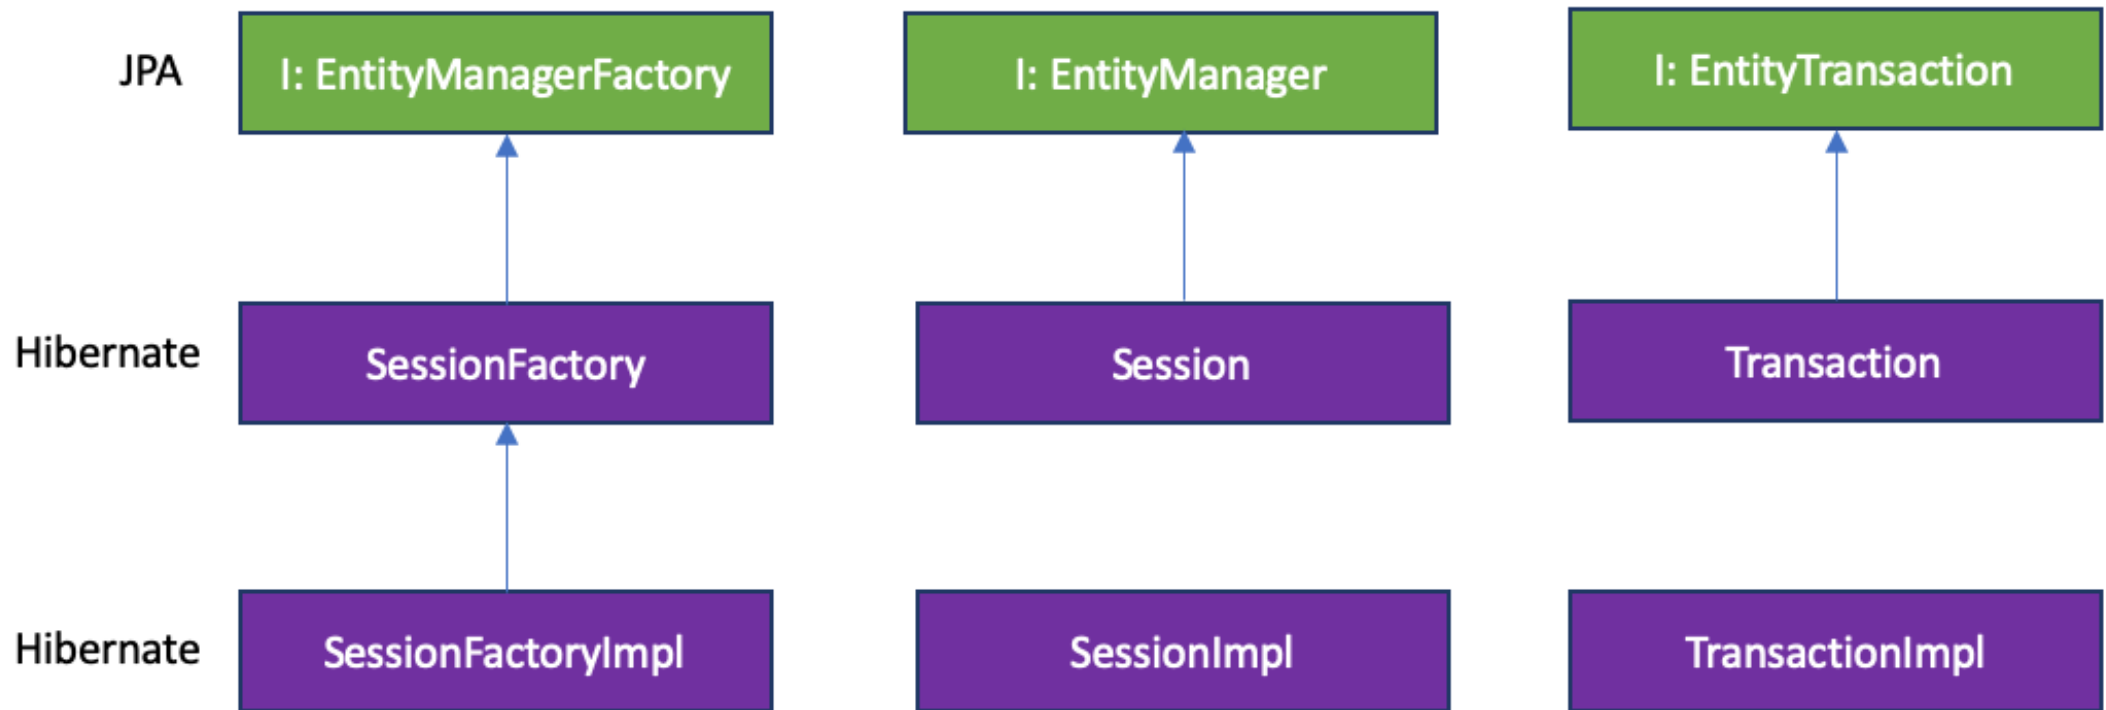 JPA
I: EntityManagerFactory
I: EntityManager
I: EntityTransaction
Hibernate
SessionFactory
Session
Transaction
Hibernate
SessionFactoryImpl
SessionImpl
TransactionImpl